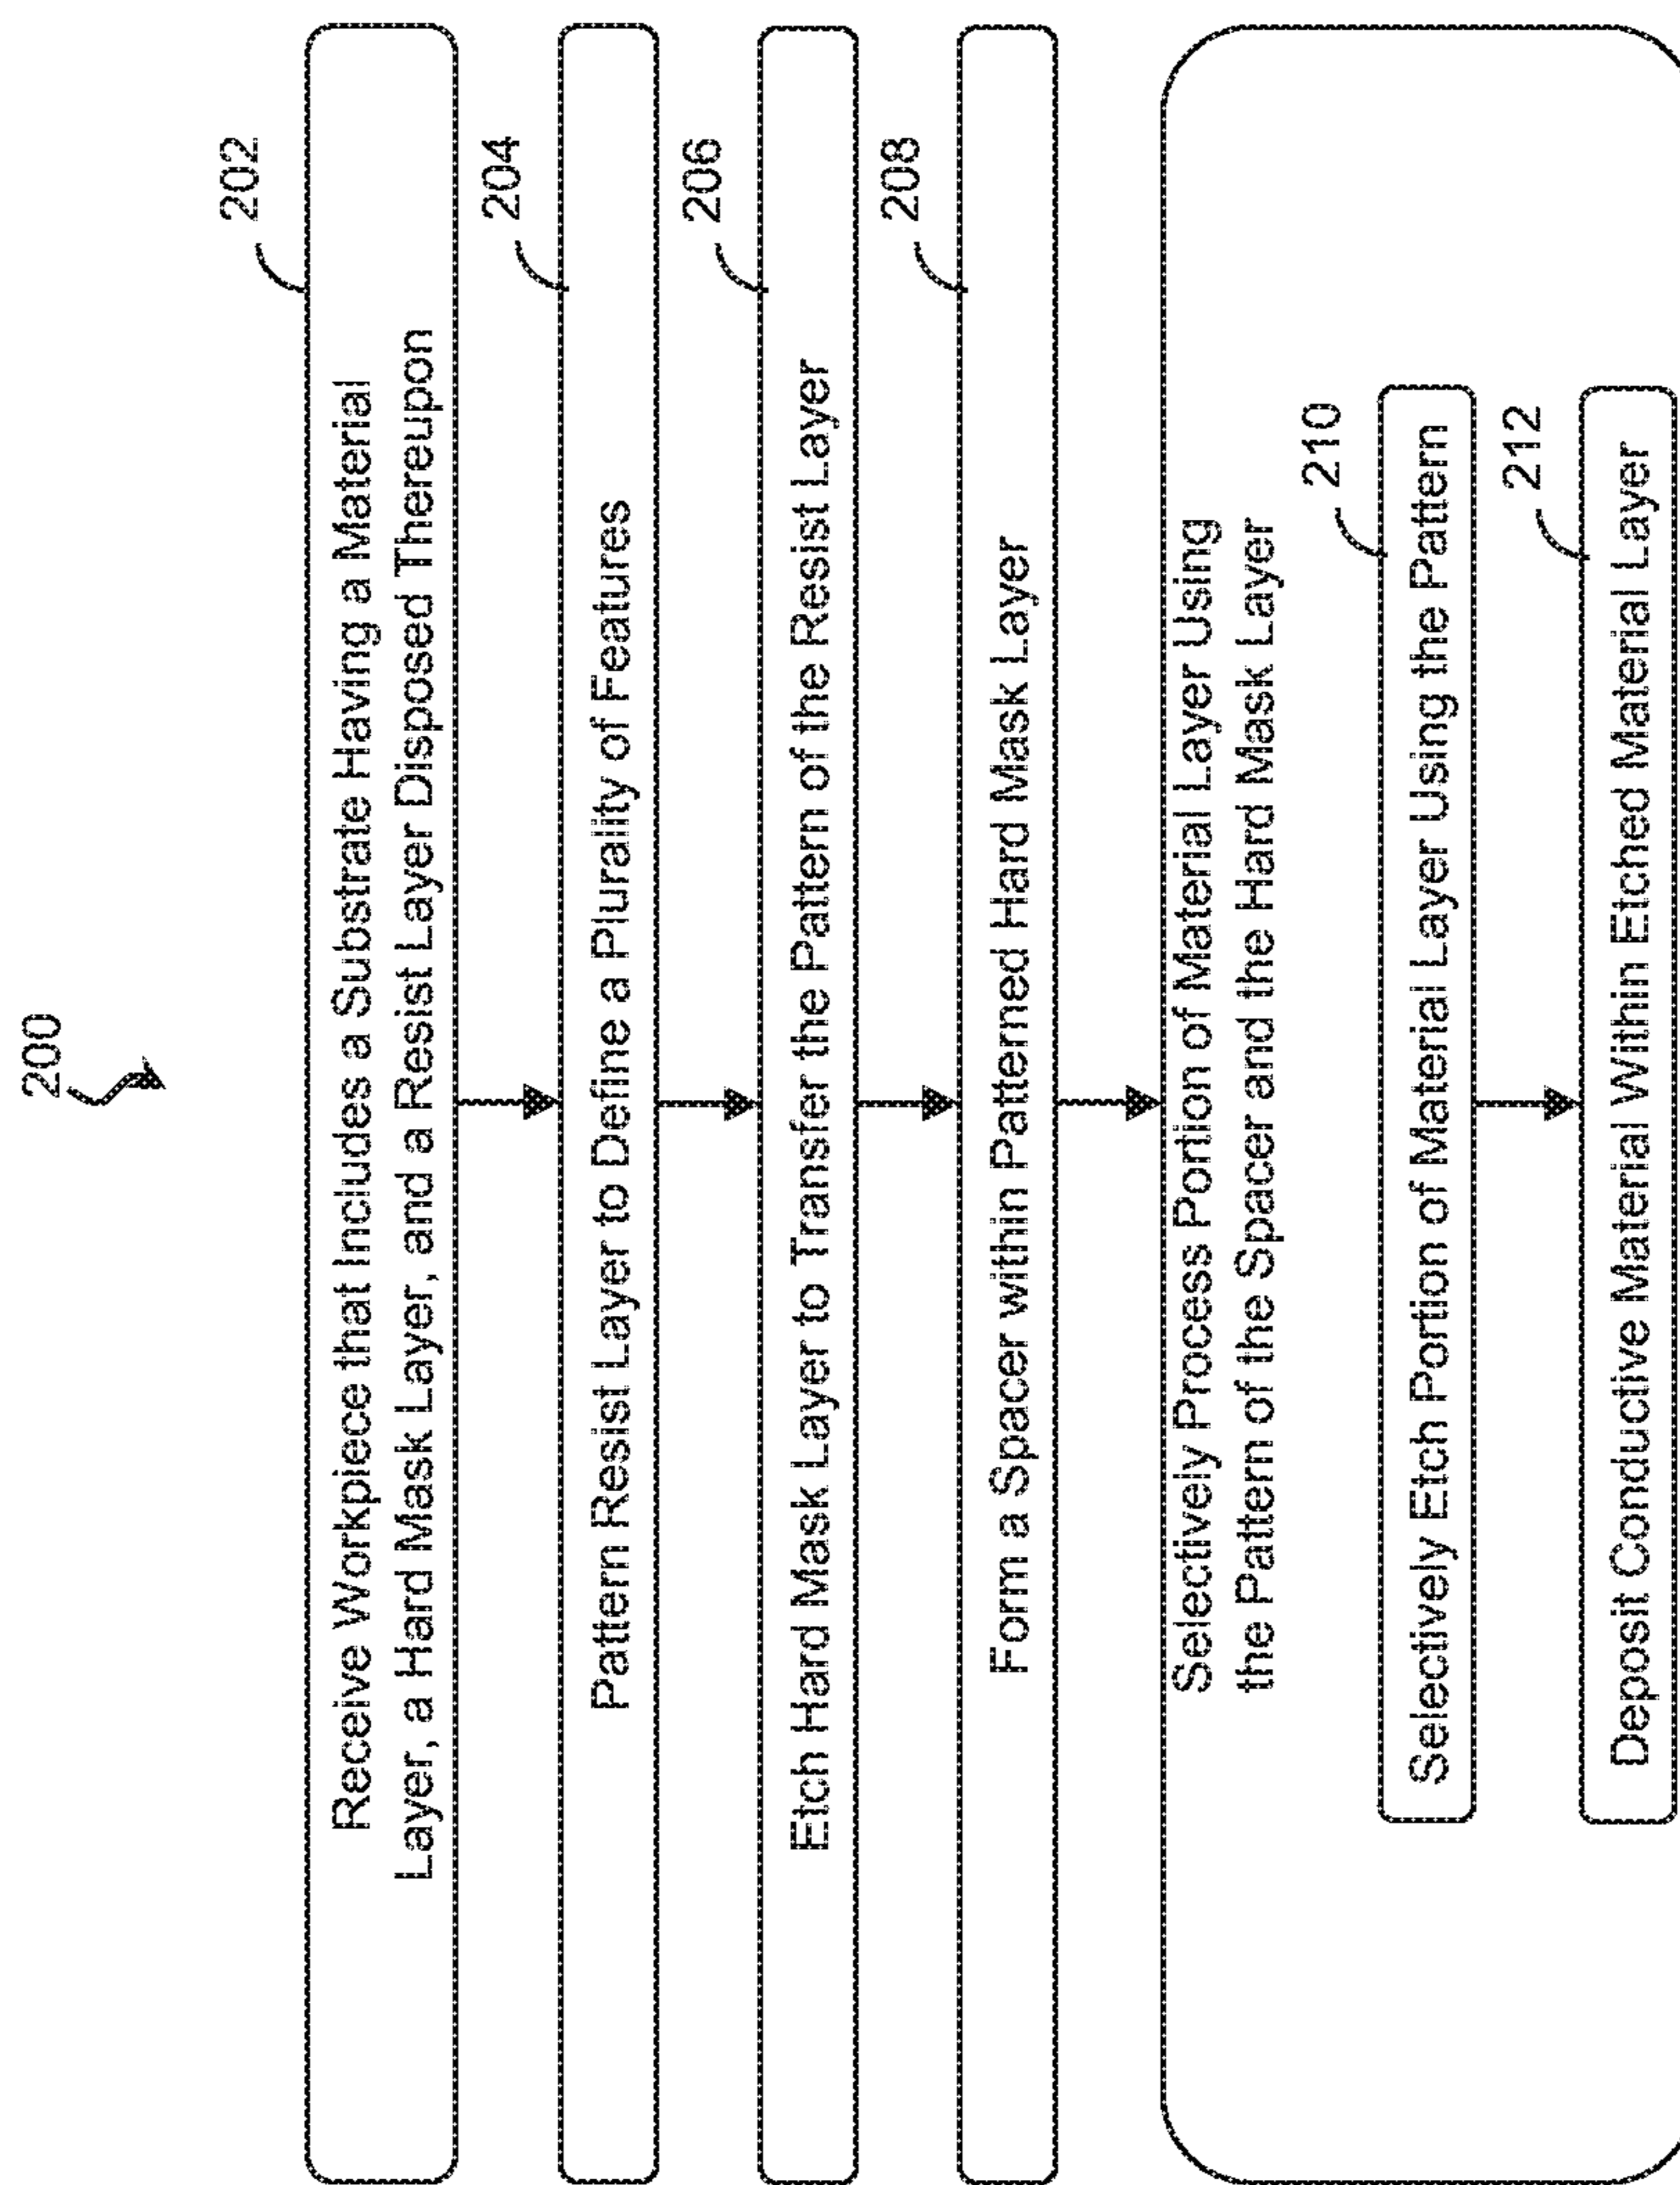 200
202
Receive Workpiece that Includes a Substrate Having a Material
Layer, a Hard Mask Layer, and a Resist Layer Disposed Thereupon
204
Pattern Resist Layer to Define a Plurality of Features
206
Etch Hard Mask Layer to Transfer the Pattern of the Resist Layer
208
Form a Spacer within Patterned Hard Mask Layer
Selectively Process Portion of Material Layer Using
the Pattern of the Spacer and the Hard Mask Layer
210
Selectively Etch Portion of Material Layer Using the Pattern
212
Deposit Conductive Material Within Etched Material Layer